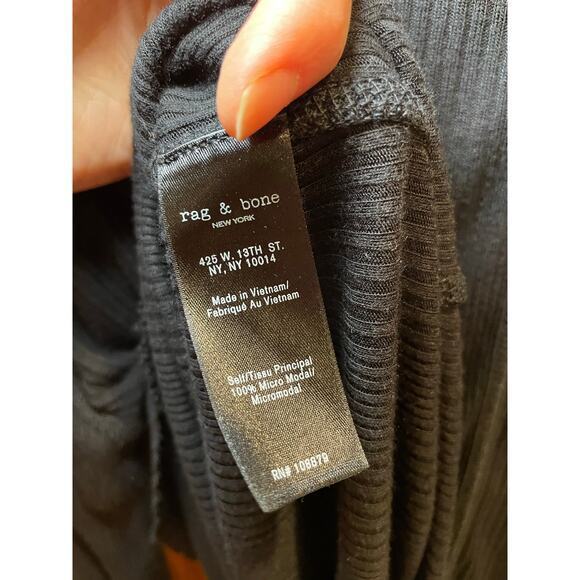 rag & bone
NEW YORK
425 W. 13TH ST.
NY, NY 10014
Made in Vietnam/
Fabriqué Au Vietnam
Self/Tissu Principal
100% Micro Modal/
Micromodal
RN# 108879